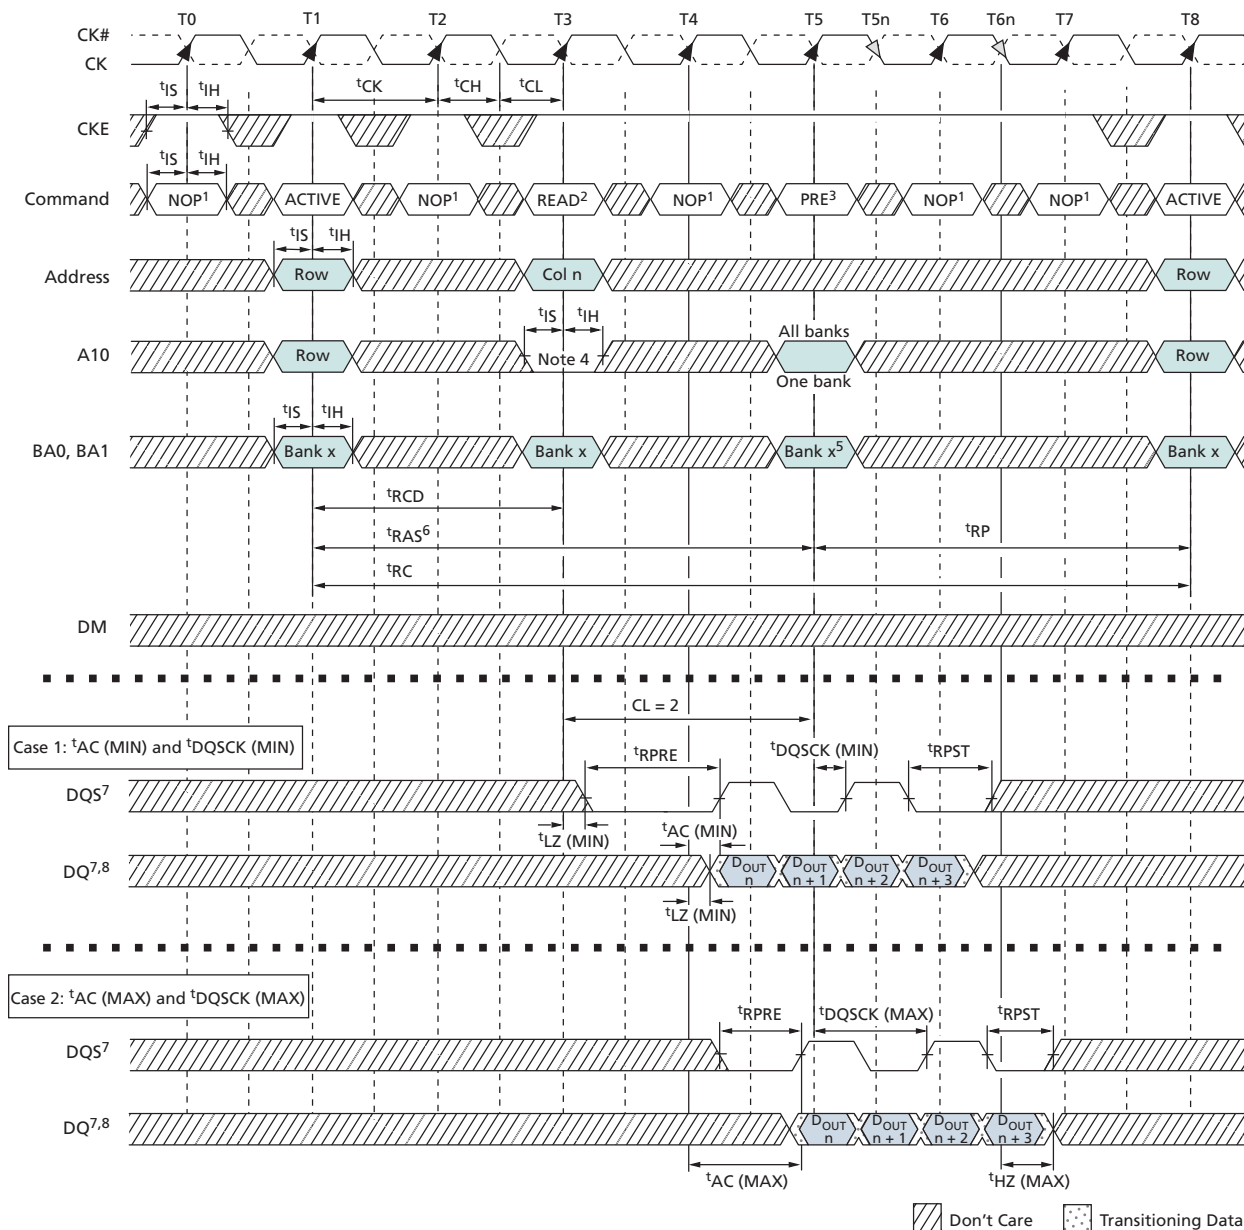 T0 T1 T2 T3 T4 T5 T5n T6 T6n T7 T8
CK#
CK
tCK tCH tCL
tIS tIH
CKE
tIS tIH
Command NOP1 ACTIVE NOP1 READ2 NOP1 PRE3 NOP1 NOP1 ACTIVE
tIS tIH
Address Row Col n Row
tIS tIH
All banks
A10 Row Note 4 Row
One bank
tIS tIH
BA0, BA1 Bank x Bank x Bank x5 Bank x
tRCD
tRAS6 tRP
tRC
DM
CL = 2
Case 1: tAC (MIN) and tDQSCK (MIN)
tRPRE tDQSCK (MIN) tRPST
DQS7
tLZ (MIN) tAC (MIN)
DQ7,8 DOUT n DOUT n + 1 DOUT n + 2 DOUT n + 3
tLZ (MIN)
Case 2: tAC (MAX) and tDQSCK (MAX)
tRPRE tDQSCK (MAX) tRPST
DQS7
DQ7,8 DOUT n DOUT n + 1 DOUT n + 2 DOUT n + 3
tAC (MAX) tHZ (MAX)
Don't Care Transitioning Data